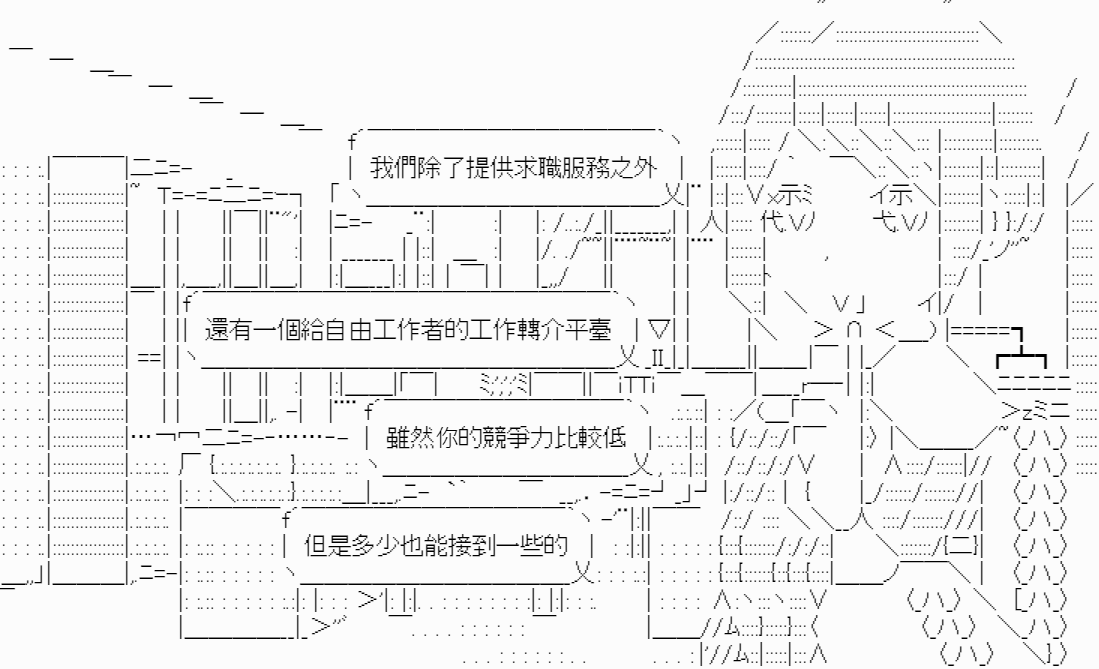 我們除了提供求職服務之外
還有一個給自由工作者的工作轉介平臺
雖然你的競爭力比較低
但是多少也能接到一些的